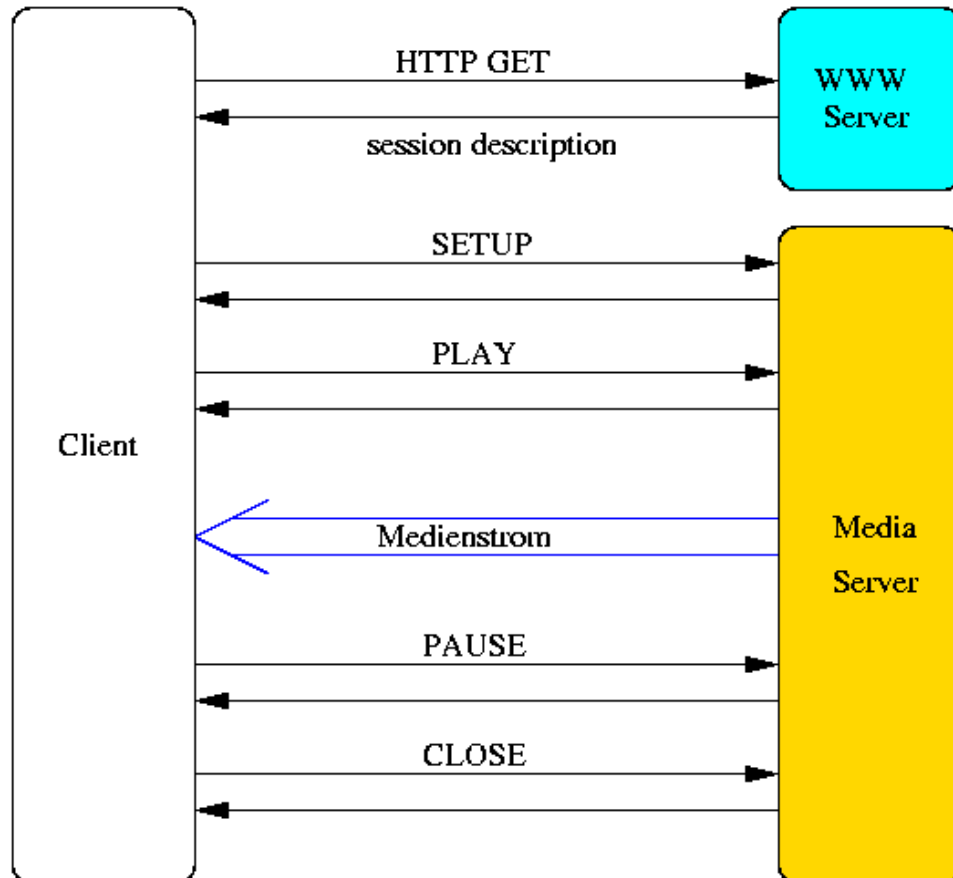 HTTP GET
WWW
Server
session description
SETUP
PLAY
Client
Medienstrom
Media
Server
PAUSE
CLOSE